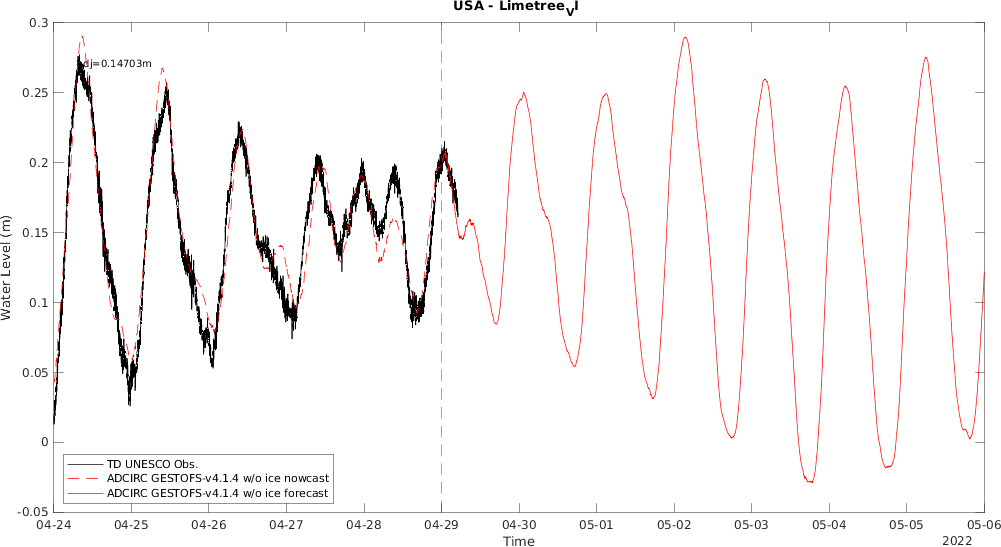 USA - Limetree_VI
0.3
0.25
0.2
0.15
0.1
0.05
0
-0.05
Water Level (m)
dj=0.14703m
TD UNESCO Obs.
ADCIRC GESTOFS-v4.1.4 w/o ice nowcast
ADCIRC GESTOFS-v4.1.4 w/o ice forecast
04-24 04-25 04-26 04-27 04-28 04-29 04-30 05-01 05-02 05-03 05-04 05-05 05-06
Time
2022